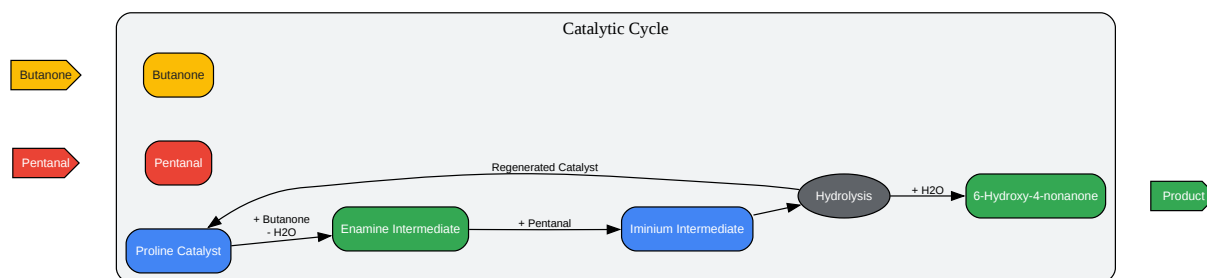 Catalytic Cycle
Butanone
Butanone
Pentanal
Pentanal
Regenerated Catalyst
Hydrolysis
+ H2O
6-Hydroxy-4-nonanone
Product
+ Butanone
- H2O
Enamine Intermediate
+ Pentanal
Iminium Intermediate
Proline Catalyst